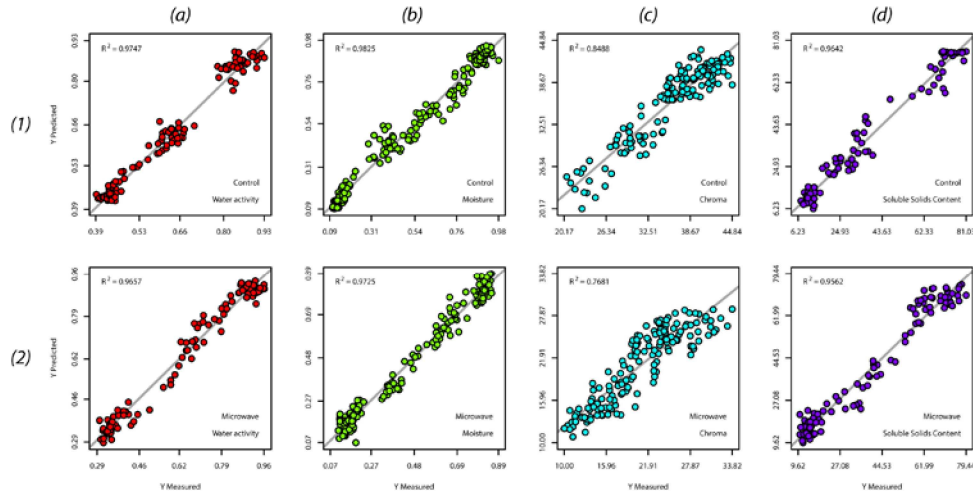 (a) (b) (c) (d)
(1)
Y Predicted
0.93
0.80
0.66
0.53
0.39
R² = 0.9747
Control
Water activity
0.39 0.53 0.66 0.80 0.93
0.98
0.76
0.54
0.31
0.09
R² = 0.9825
Control
Moisture
0.09 0.31 0.54 0.76 0.98
44.84
38.67
32.51
26.34
20.17
R² = 0.8488
Control
Chroma
20.17 26.34 32.51 38.67 44.84
81.03
62.33
43.63
24.93
6.23
R² = 0.9642
Control
Soluble Solids Content
6.23 24.93 43.63 62.33 81.03
(2)
Y Predicted
0.96
0.79
0.62
0.46
0.29
R² = 0.9657
Microwave
Water activity
0.29 0.46 0.62 0.79 0.96
Y Measured
0.99
0.69
0.48
0.27
0.07
R² = 0.9725
Microwave
Moisture
0.07 0.27 0.48 0.69 0.89
Y Measured
33.82
27.87
21.91
15.96
10.00
R² = 0.7681
Microwave
Chroma
10.00 15.96 21.91 27.87 33.82
Y Measured
79.44
61.99
44.53
27.08
9.62
R² = 0.9562
Microwave
Soluble Solids Content
9.62 27.08 44.53 61.99 79.44
Y Measured